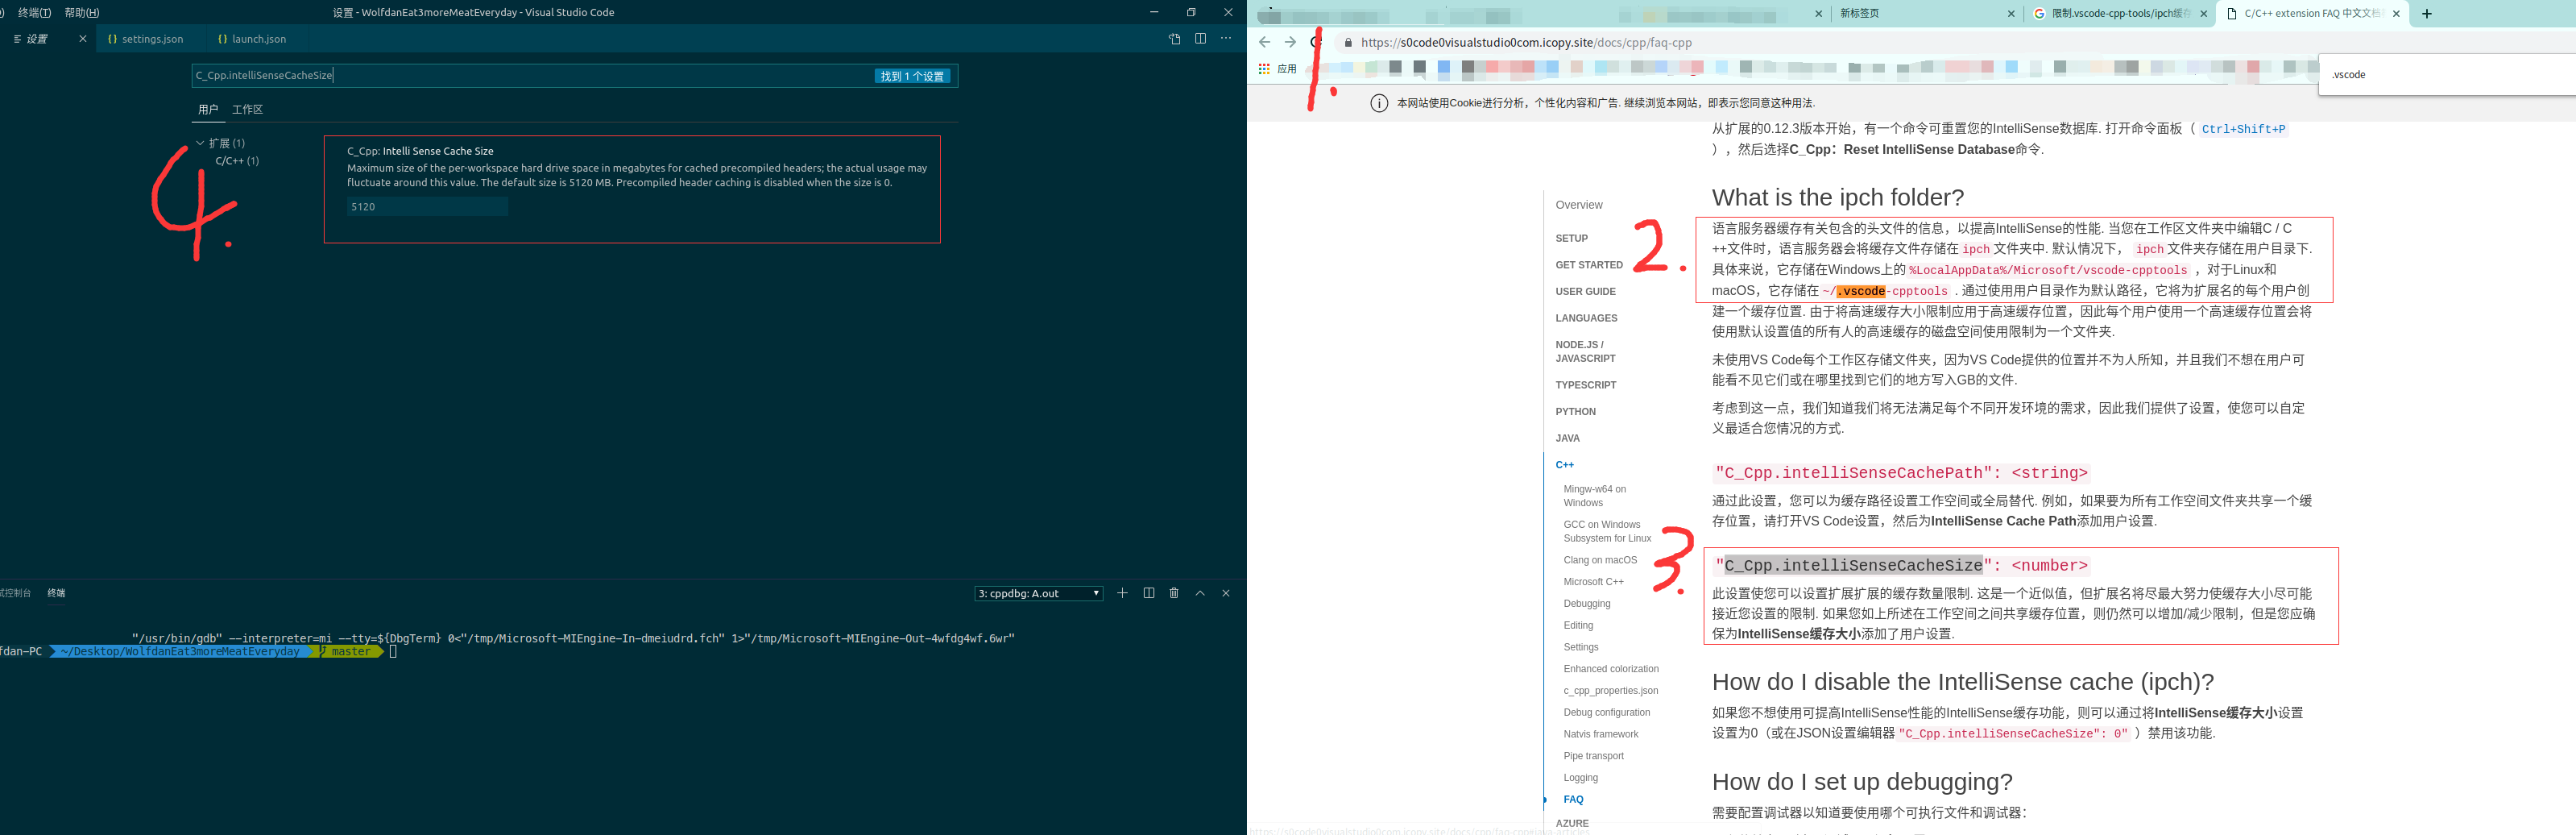 终端(T) 帮助(H)
设置 - WolfdanEat3moreMeatEveryday - Visual Studio Code
设置
{} settings.json
{} launch.json
C_Cpp.intelliSenseCacheSize
找到 1 个设置
用户 工作区
扩展 (1)
C/C++ (1)
C_Cpp: Intelli Sense Cache Size
Maximum size of the per-workspace hard drive space in megabytes for cached precompiled headers; the actual usage may
fluctuate around this value. The default size is 5120 MB. Precompiled header caching is disabled when the size is 0.
5120
4.
试控制台 终端
3: cppdbg: A.out
"/usr/bin/gdb" --interpreter=mi --tty=${DbgTerm} 0<"/tmp/Microsoft-MIEngine-In-dmeiudrd.fch" 1>"/tmp/Microsoft-MIEngine-Out-4wfdg4wf.6wr"
fdan-PC ~/Desktop/WolfdanEat3moreMeatEveryday master
新标签页
限制.vscode-cpp-tools/ipch缓存
C/C++ extension FAQ 中文文档
https://s0code0visualstudio0com.icopy.site/docs/cpp/faq-cpp
应用
.vscode
1.
本网站使用Cookie进行分析，个性化内容和广告. 继续浏览本网站，即表示您同意这种用法.
从扩展的0.12.3版本开始，有一个命令可重置您的IntelliSense数据库. 打开命令面板（ Ctrl+Shift+P
），然后选择C_Cpp：Reset IntelliSense Database命令.
What is the ipch folder?
2.
语言服务器缓存有关包含的头文件的信息，以提高IntelliSense的性能. 当您在工作区文件夹中编辑C / C
++文件时，语言服务器会将缓存文件存储在 ipch 文件夹中. 默认情况下， ipch 文件夹存储在用户目录下.
具体来说，它存储在Windows上的 %LocalAppData%/Microsoft/vscode-cpptools ，对于Linux和
macOS，它存储在 ~/.vscode-cpptools . 通过使用用户目录作为默认路径，它将为扩展名的每个用户创
建一个缓存位置. 由于将高速缓存大小限制应用于高速缓存位置，因此每个用户使用一个高速缓存位置会将
使用默认设置值的所有人的高速缓存的磁盘空间使用限制为一个文件夹.
未使用VS Code每个工作区存储文件夹，因为VS Code提供的位置并不为人所知，并且我们不想在用户可
能看不见它们或在哪里找到它们的地方写入GB的文件.
考虑到这一点，我们知道我们将无法满足每个不同开发环境的需求，因此我们提供了设置，使您可以自定
义最适合您情况的方式.
"C_Cpp.intelliSenseCachePath": <string>
通过此设置，您可以为缓存路径设置工作空间或全局替代. 例如，如果要为所有工作空间文件夹共享一个缓
存位置，请打开VS Code设置，然后为IntelliSense Cache Path添加用户设置.
3.
"C_Cpp.intelliSenseCacheSize": <number>
此设置使您可以设置扩展扩展的缓存数量限制. 这是一个近似值，但扩展名将尽最大努力使缓存大小尽可能
接近您设置的限制. 如果您如上所述在工作空间之间共享缓存位置，则仍然可以增加/减少限制，但是您应确
保为IntelliSense缓存大小添加了用户设置.
How do I disable the IntelliSense cache (ipch)?
如果您不想使用可提高IntelliSense性能的IntelliSense缓存功能，则可以通过将IntelliSense缓存大小设置
设置为0（或在JSON设置编辑器 "C_Cpp.intelliSenseCacheSize": 0" ）禁用该功能.
How do I set up debugging?
需要配置调试器以知道要使用哪个可执行文件和调试器：
Overview
SETUP
GET STARTED
USER GUIDE
LANGUAGES
NODE.JS /
JAVASCRIPT
TYPESCRIPT
PYTHON
JAVA
C++
Mingw-w64 on
Windows
GCC on Windows
Subsystem for Linux
Clang on macOS
Microsoft C++
Debugging
Editing
Settings
Enhanced colorization
c_cpp_properties.json
Debug configuration
Natvis framework
Pipe transport
Logging
FAQ
AZURE